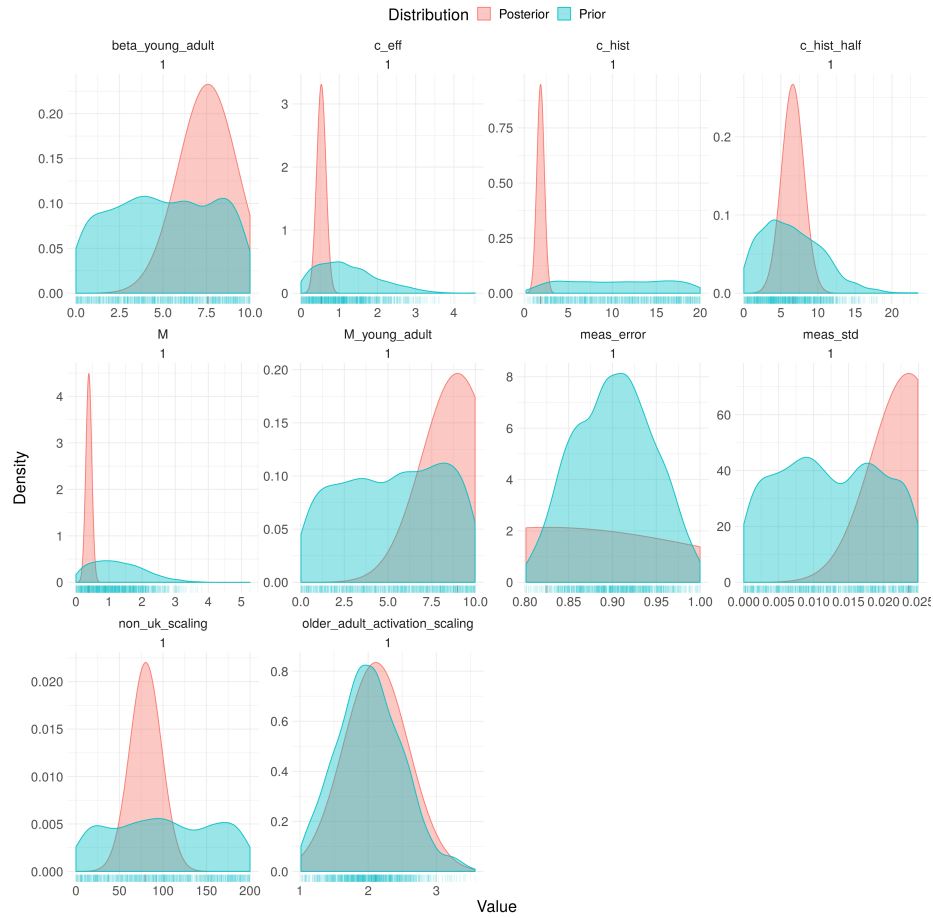 Distribution Posterior Prior
beta_young_adult c_eff c_hist c_hist_half
1 1 1 1
0.20 3 0.75 0.2
0.15
0.10 2 0.50 0.1
0.05 1 0.25
0.00 0 0.00 0.0
0.0 2.5 5.0 7.5 10.0 0 1 2 3 4 0 5 10 15 20 0 5 10 15 20
M M_young_adult meas_error meas_std
1 1 1 1
4 0.20 8 60
3 0.15 6
2 0.10 4 40
1 0.05 2 20
0 0.00 0 0
0 1 2 3 4 5 0.0 2.5 5.0 7.5 10.0 0.80 0.85 0.90 0.95 1.00 0.000 0.005 0.010 0.015 0.020 0.025
non_uk_scaling older_adult_activation_scaling
1 1
0.020 0.8
0.015 0.6
0.010 0.4
0.005 0.2
0.000 0.0
0 50 100 150 200 1 2 3
Density
Value